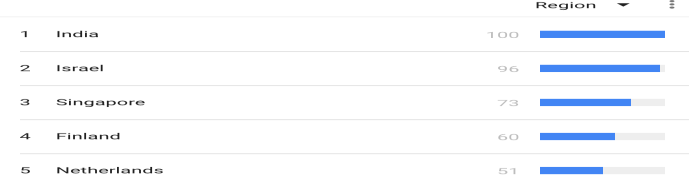 Region
1 India 100
2 Israel 96
3 Singapore 73
4 Finland 60
5 Netherlands 51